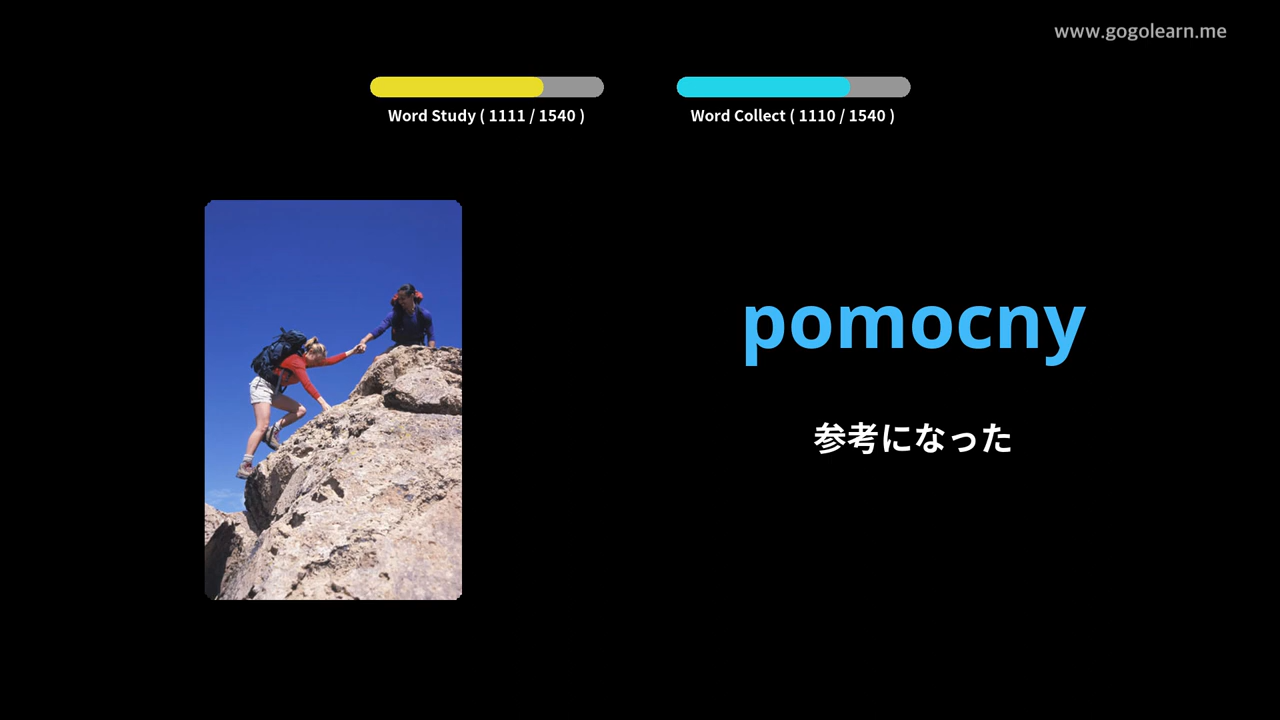 www.gogolearn.me
Word Study ( 1111 / 1540 )
Word Collect ( 1110 / 1540 )
pomocny
参考になった